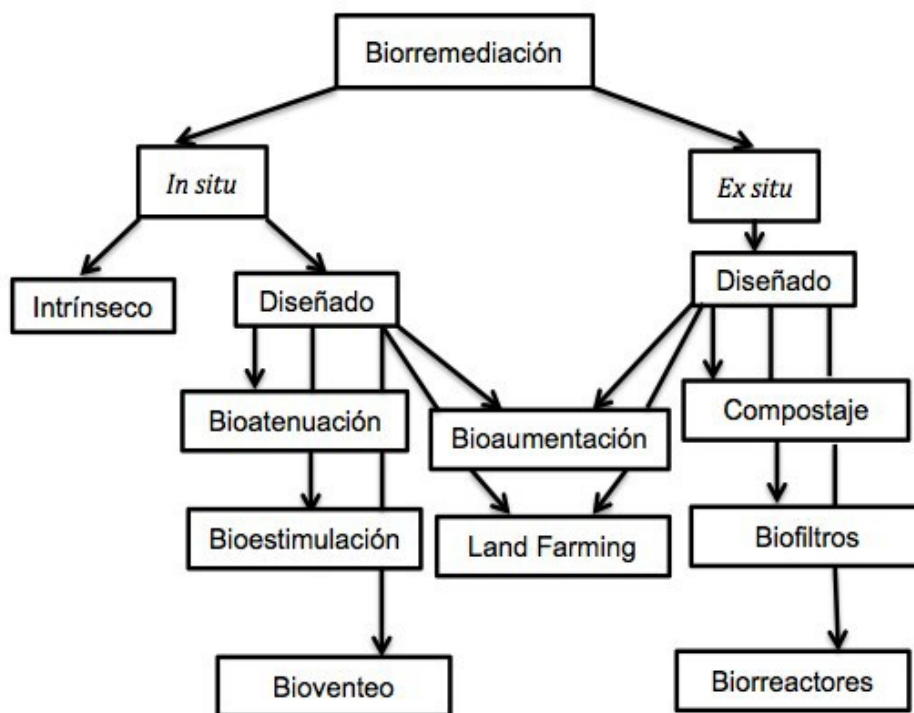 Biorremediación
In situ
Ex situ
Intrínseco
Diseñado
Diseñado
Bioatenuación
Bioaumentación
Compostaje
Bioestimulación
Land Farming
Biofiltros
Bioventeo
Biorreactores